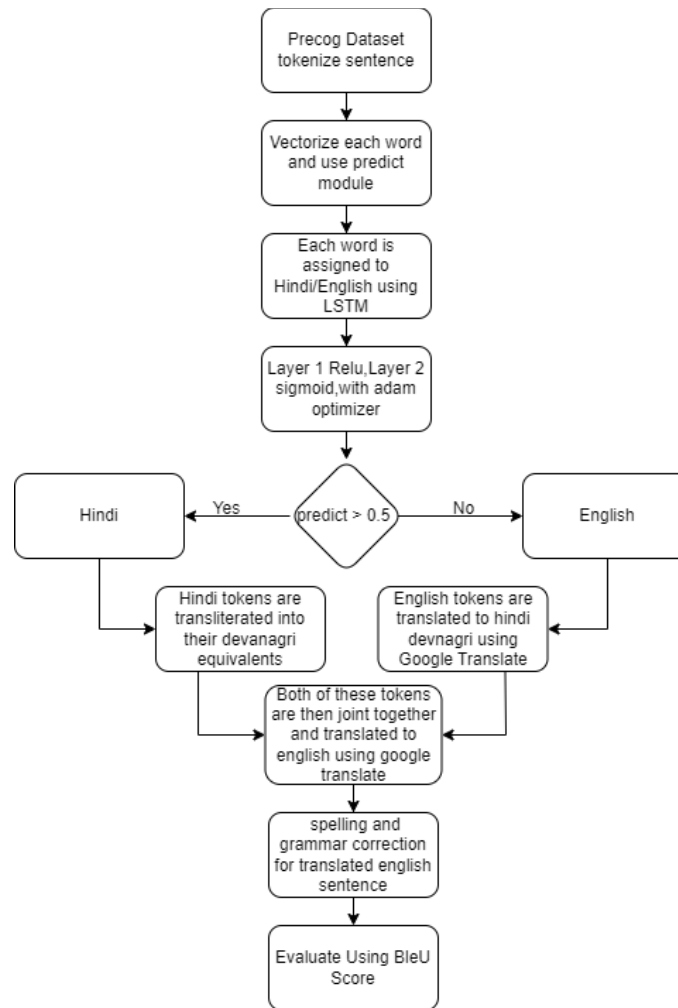 Precog Dataset
tokenize sentence
Vectorize each word
and use predict
module
Each word is
assigned to
Hindi/English using
LSTM
Layer 1 Relu,Layer 2
sigmoid,with adam
optimizer
Hindi
Yes
predict > 0.5
No
English
Hindi tokens are
transliterated into
their devanagri
equivalents
English tokens are
translated to hindi
devnagri using
Google Translate
Both of these tokens
are then joint together
and translated to
english using google
translate
spelling and
grammar correction
for translated english
sentence
Evaluate Using BleU
Score